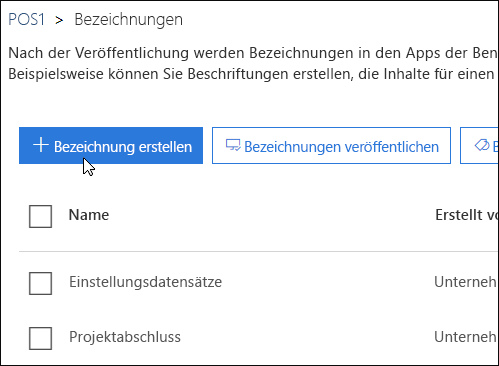 POS1 > Bezeichnungen
Nach der Veröffentlichung werden Bezeichnungen in den Apps der Ben
Beispielsweise können Sie Beschriftungen erstellen, die Inhalte für einen
+ Bezeichnung erstellen Bezeichnungen veröffentlichen B
Name Erstellt vo
Einstellungsdatensätze Unterneh
Projektabschluss Unterneh